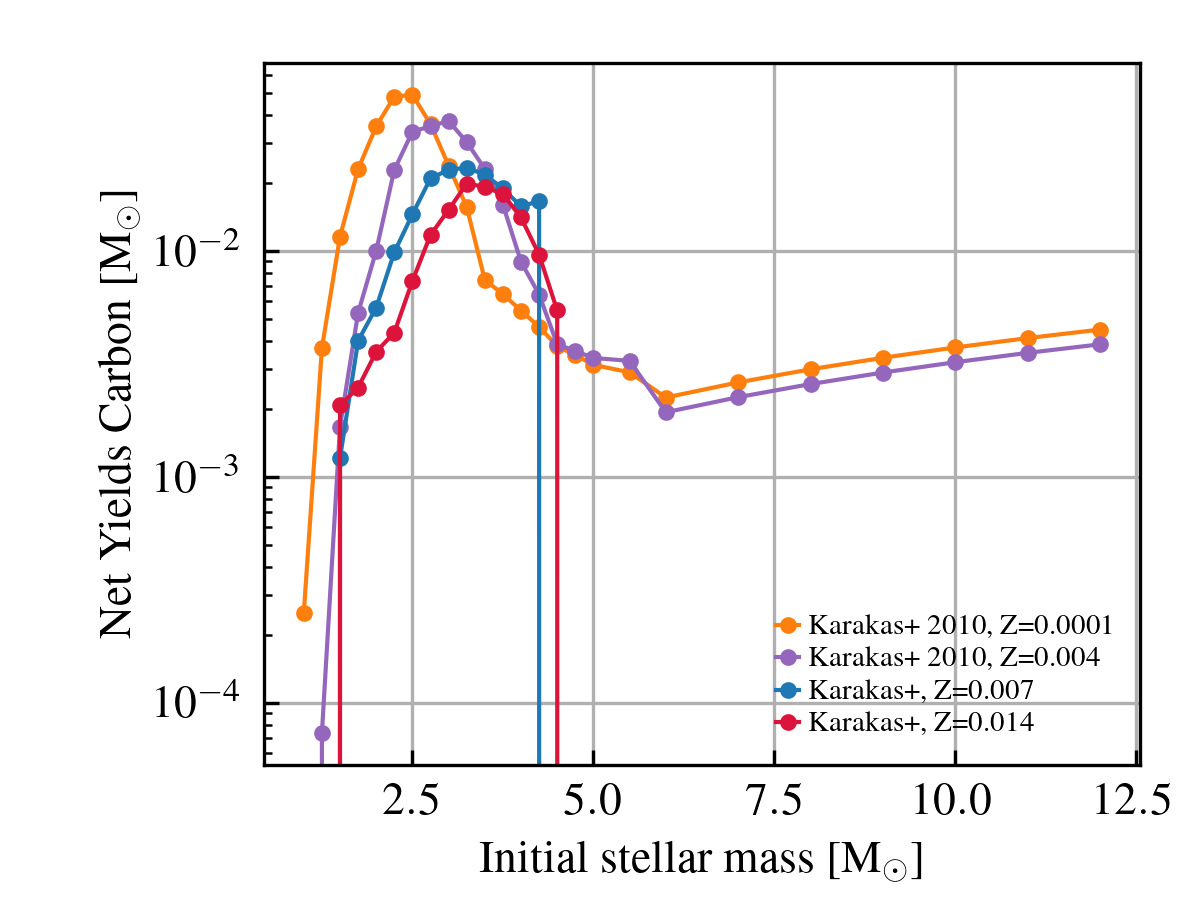 Net Yields Carbon [M☉]
10⁻²
10⁻³
10⁻⁴
Karakas+ 2010, Z=0.0001
Karakas+ 2010, Z=0.004
Karakas+, Z=0.007
Karakas+, Z=0.014
2.5 5.0 7.5 10.0 12.5
Initial stellar mass [M☉]